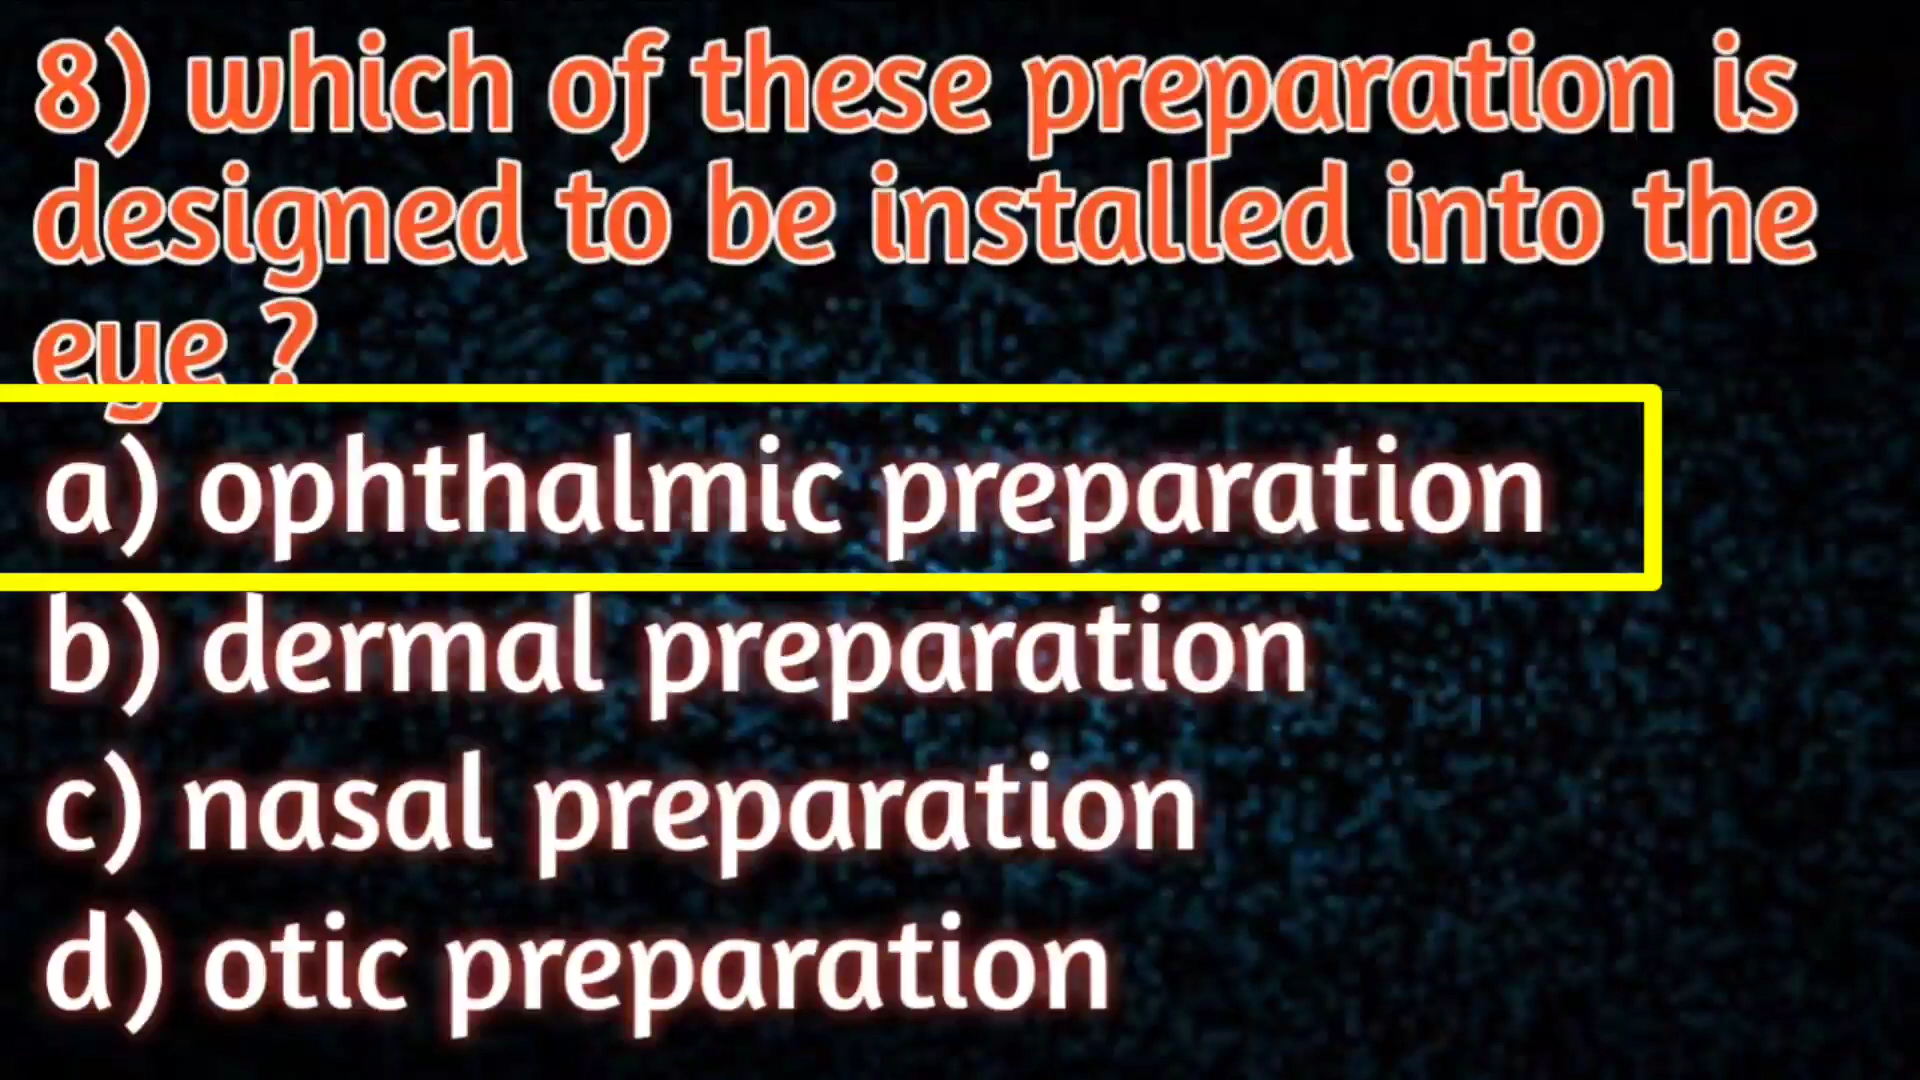 8) which of these preparation is
designed to be installed into the
eye ?
a) ophthalmic preparation
b) dermal preparation
c) nasal preparation
d) otic preparation